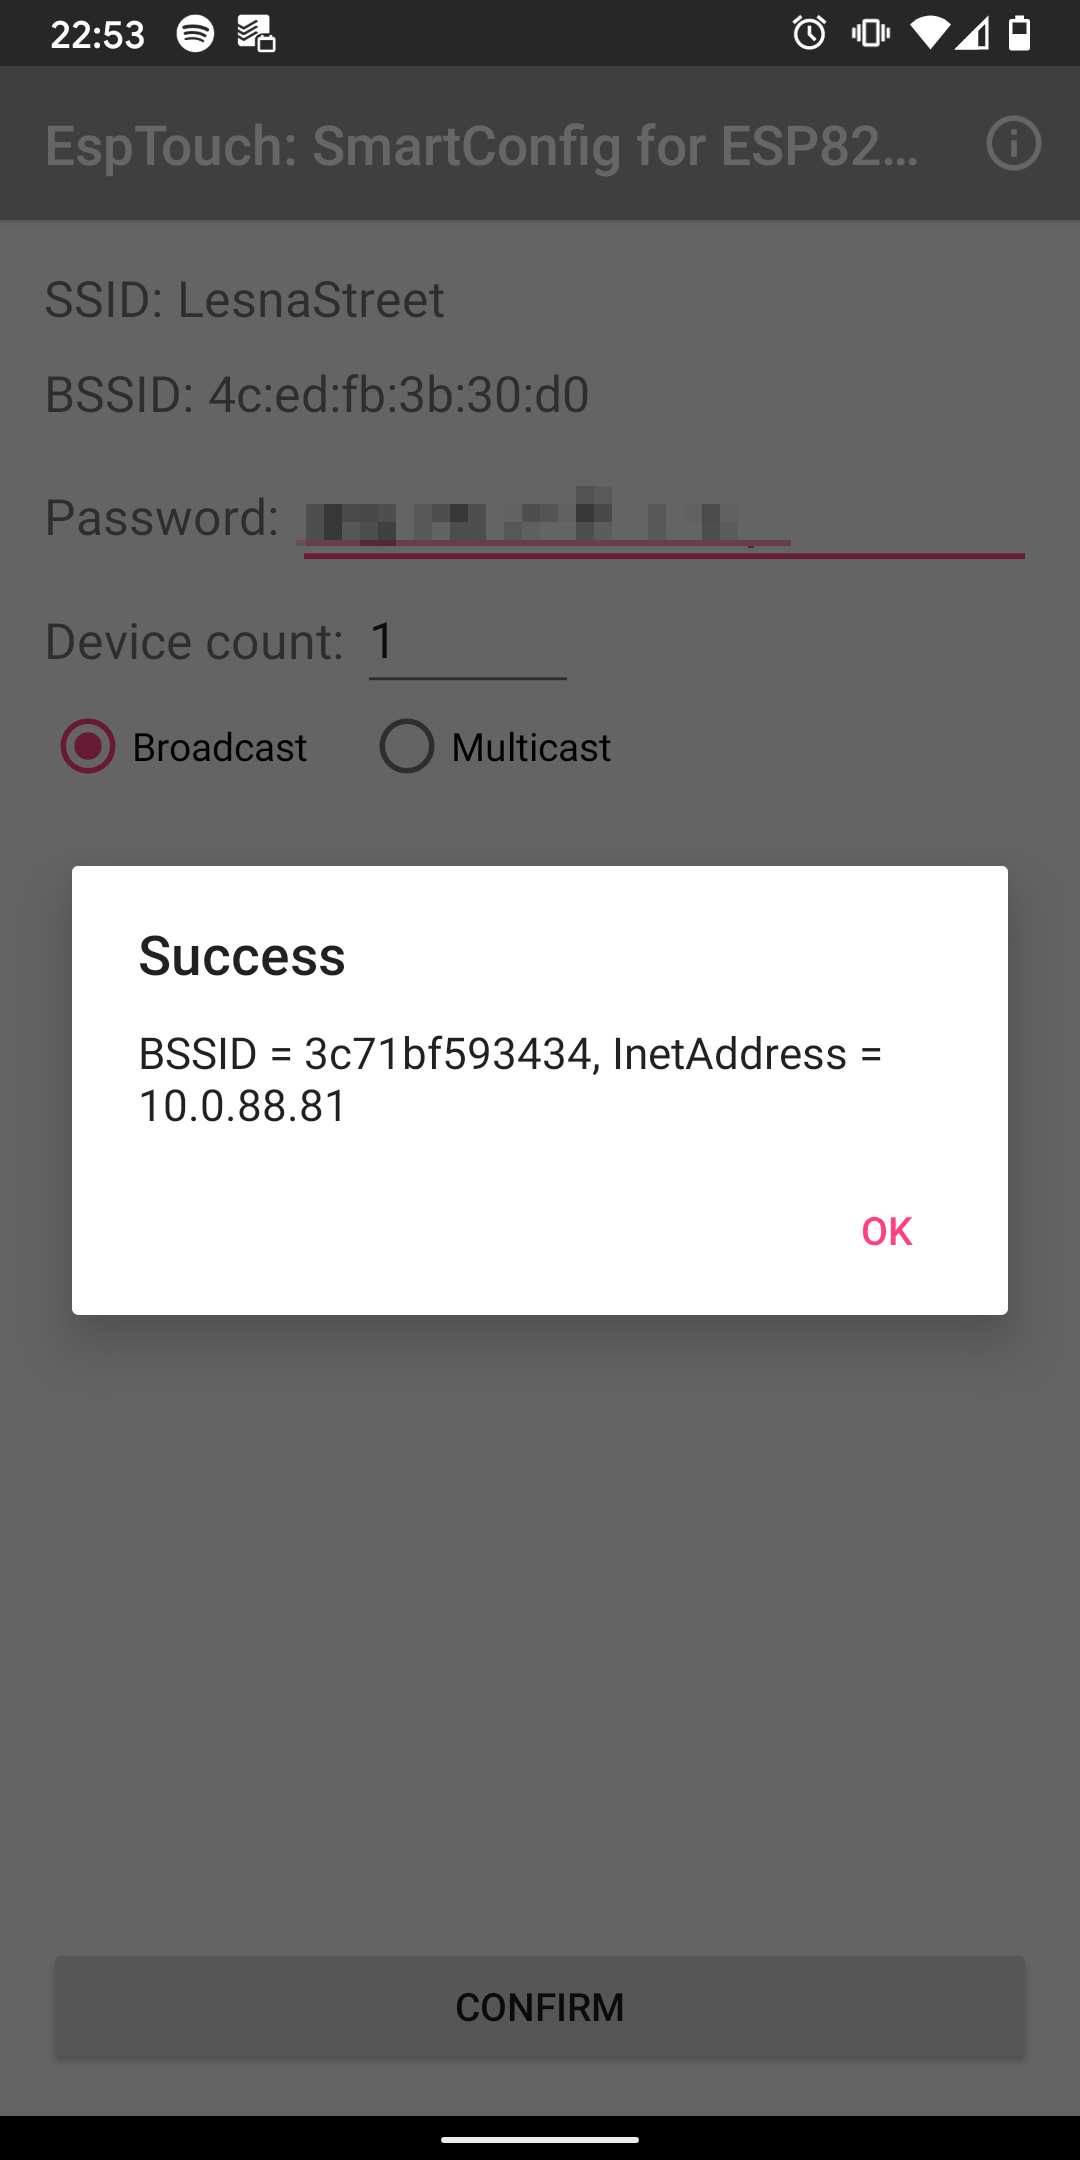 22:53
EspTouch: SmartConfig for ESP82…
SSID: LesnaStreet
BSSID: 4c:ed:fb:3b:30:d0
Password:
Device count: 1
Broadcast Multicast
Success
BSSID = 3c71bf593434, InetAddress =
10.0.88.81
OK
CONFIRM